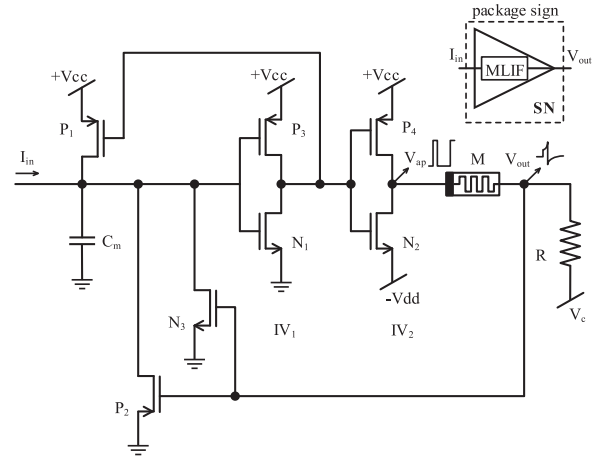 package sign
I_in
MLIF
V_out
SN
+Vcc
+Vcc
+Vcc
P_1
P_3
P_4
I_in
V_ap
M
V_out
C_m
N_1
N_2
R
-Vdd
V_c
N_3
IV_1
IV_2
P_2